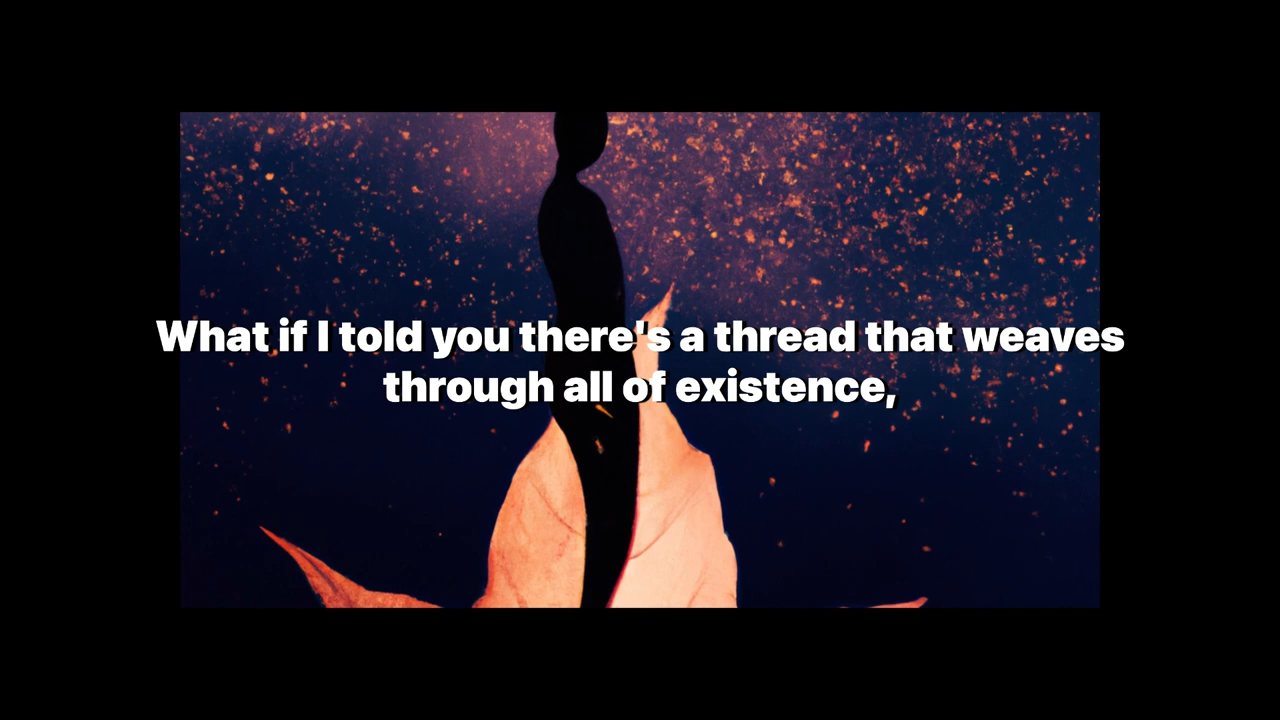 What if I told you there's a thread that weaves
through all of existence,